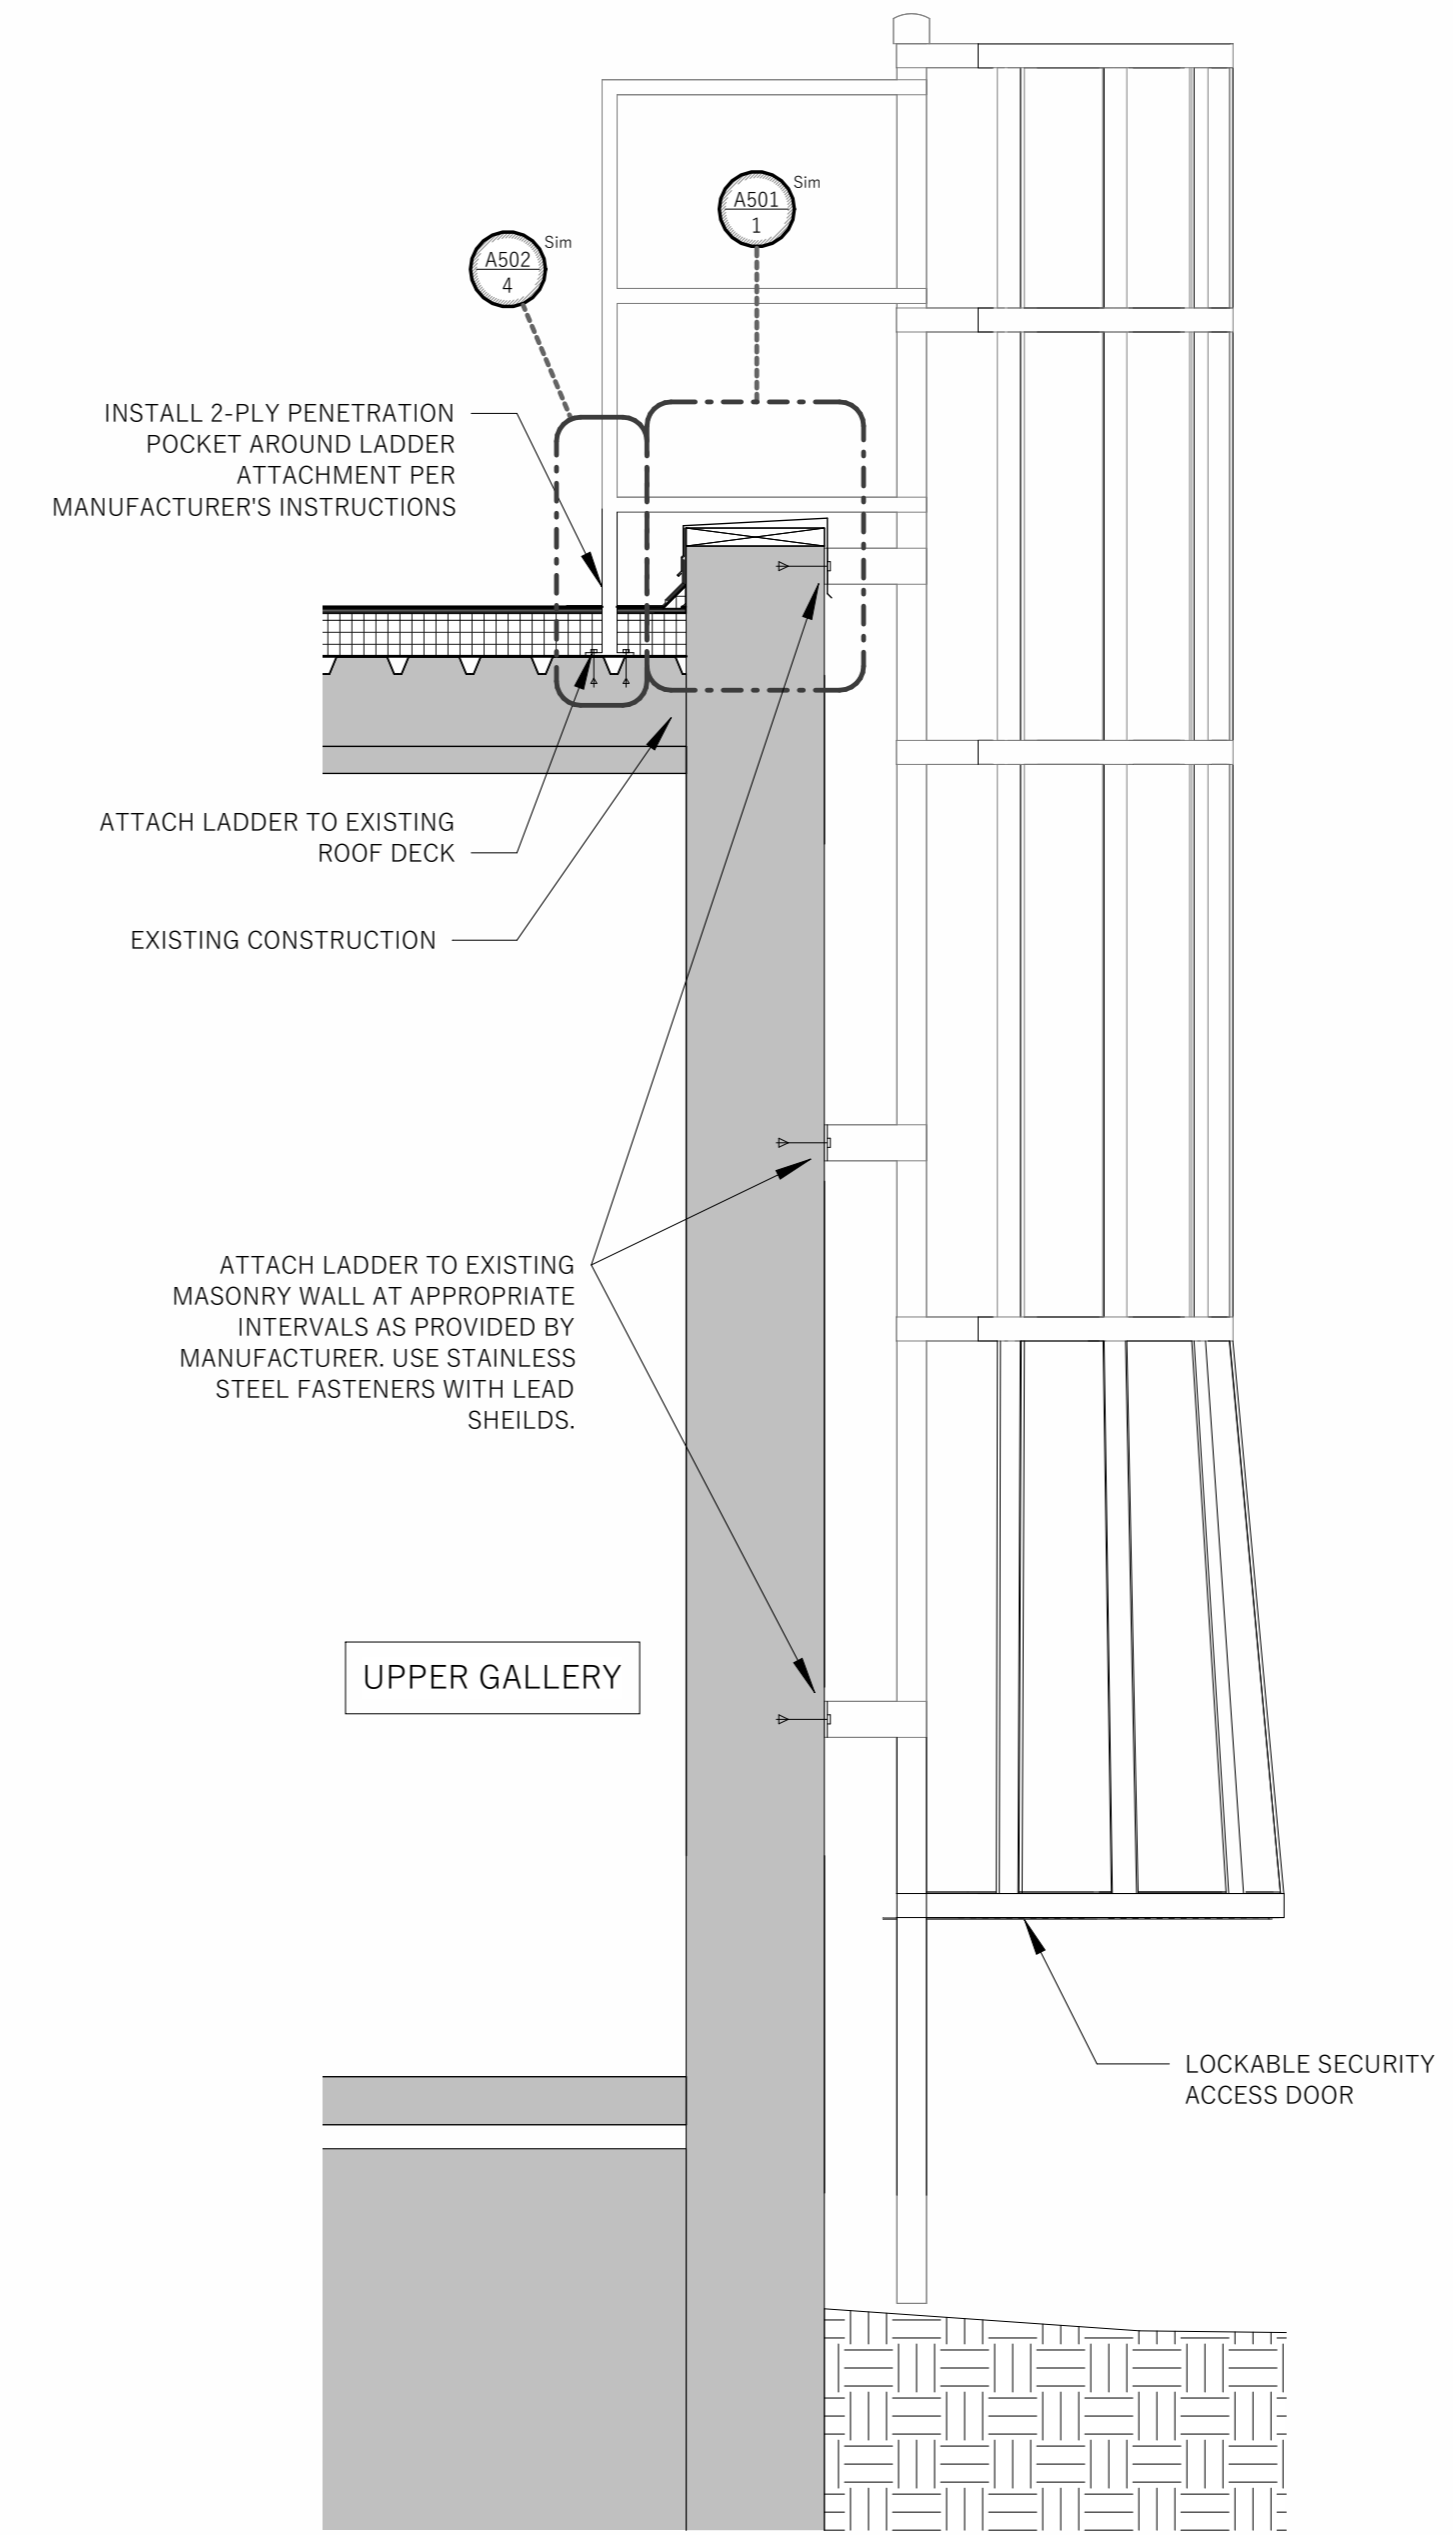 Sim
A501
1
Sim
A502
4
INSTALL 2-PLY PENETRATION
POCKET AROUND LADDER
ATTACHMENT PER
MANUFACTURER'S INSTRUCTIONS
ATTACH LADDER TO EXISTING
ROOF DECK
EXISTING CONSTRUCTION
ATTACH LADDER TO EXISTING
MASONRY WALL AT APPROPRIATE
INTERVALS AS PROVIDED BY
MANUFACTURER. USE STAINLESS
STEEL FASTENERS WITH LEAD
SHEILDS.
UPPER GALLERY
LOCKABLE SECURITY
ACCESS DOOR